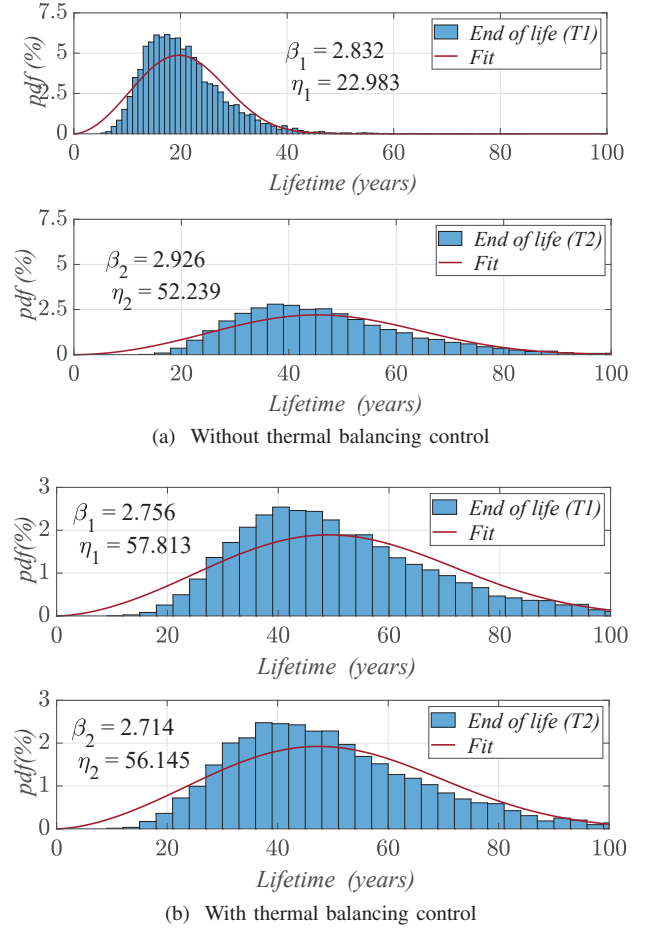 7.5
5
2.5
0
pdf (%)
β1 = 2.832
η1 = 22.983
End of life (T1)
Fit
0 20 40 60 80 100
Lifetime (years)
7.5
5
2.5
0
pdf (%)
β2 = 2.926
η2 = 52.239
End of life (T2)
Fit
0 20 40 60 80 100
Lifetime (years)
(a) Without thermal balancing control
3
2
1
0
pdf(%)
β1 = 2.756
η1 = 57.813
End of life (T1)
Fit
0 20 40 60 80 100
Lifetime (years)
3
2
1
0
pdf(%)
β2 = 2.714
η2 = 56.145
End of life (T2)
Fit
0 20 40 60 80 100
Lifetime (years)
(b) With thermal balancing control